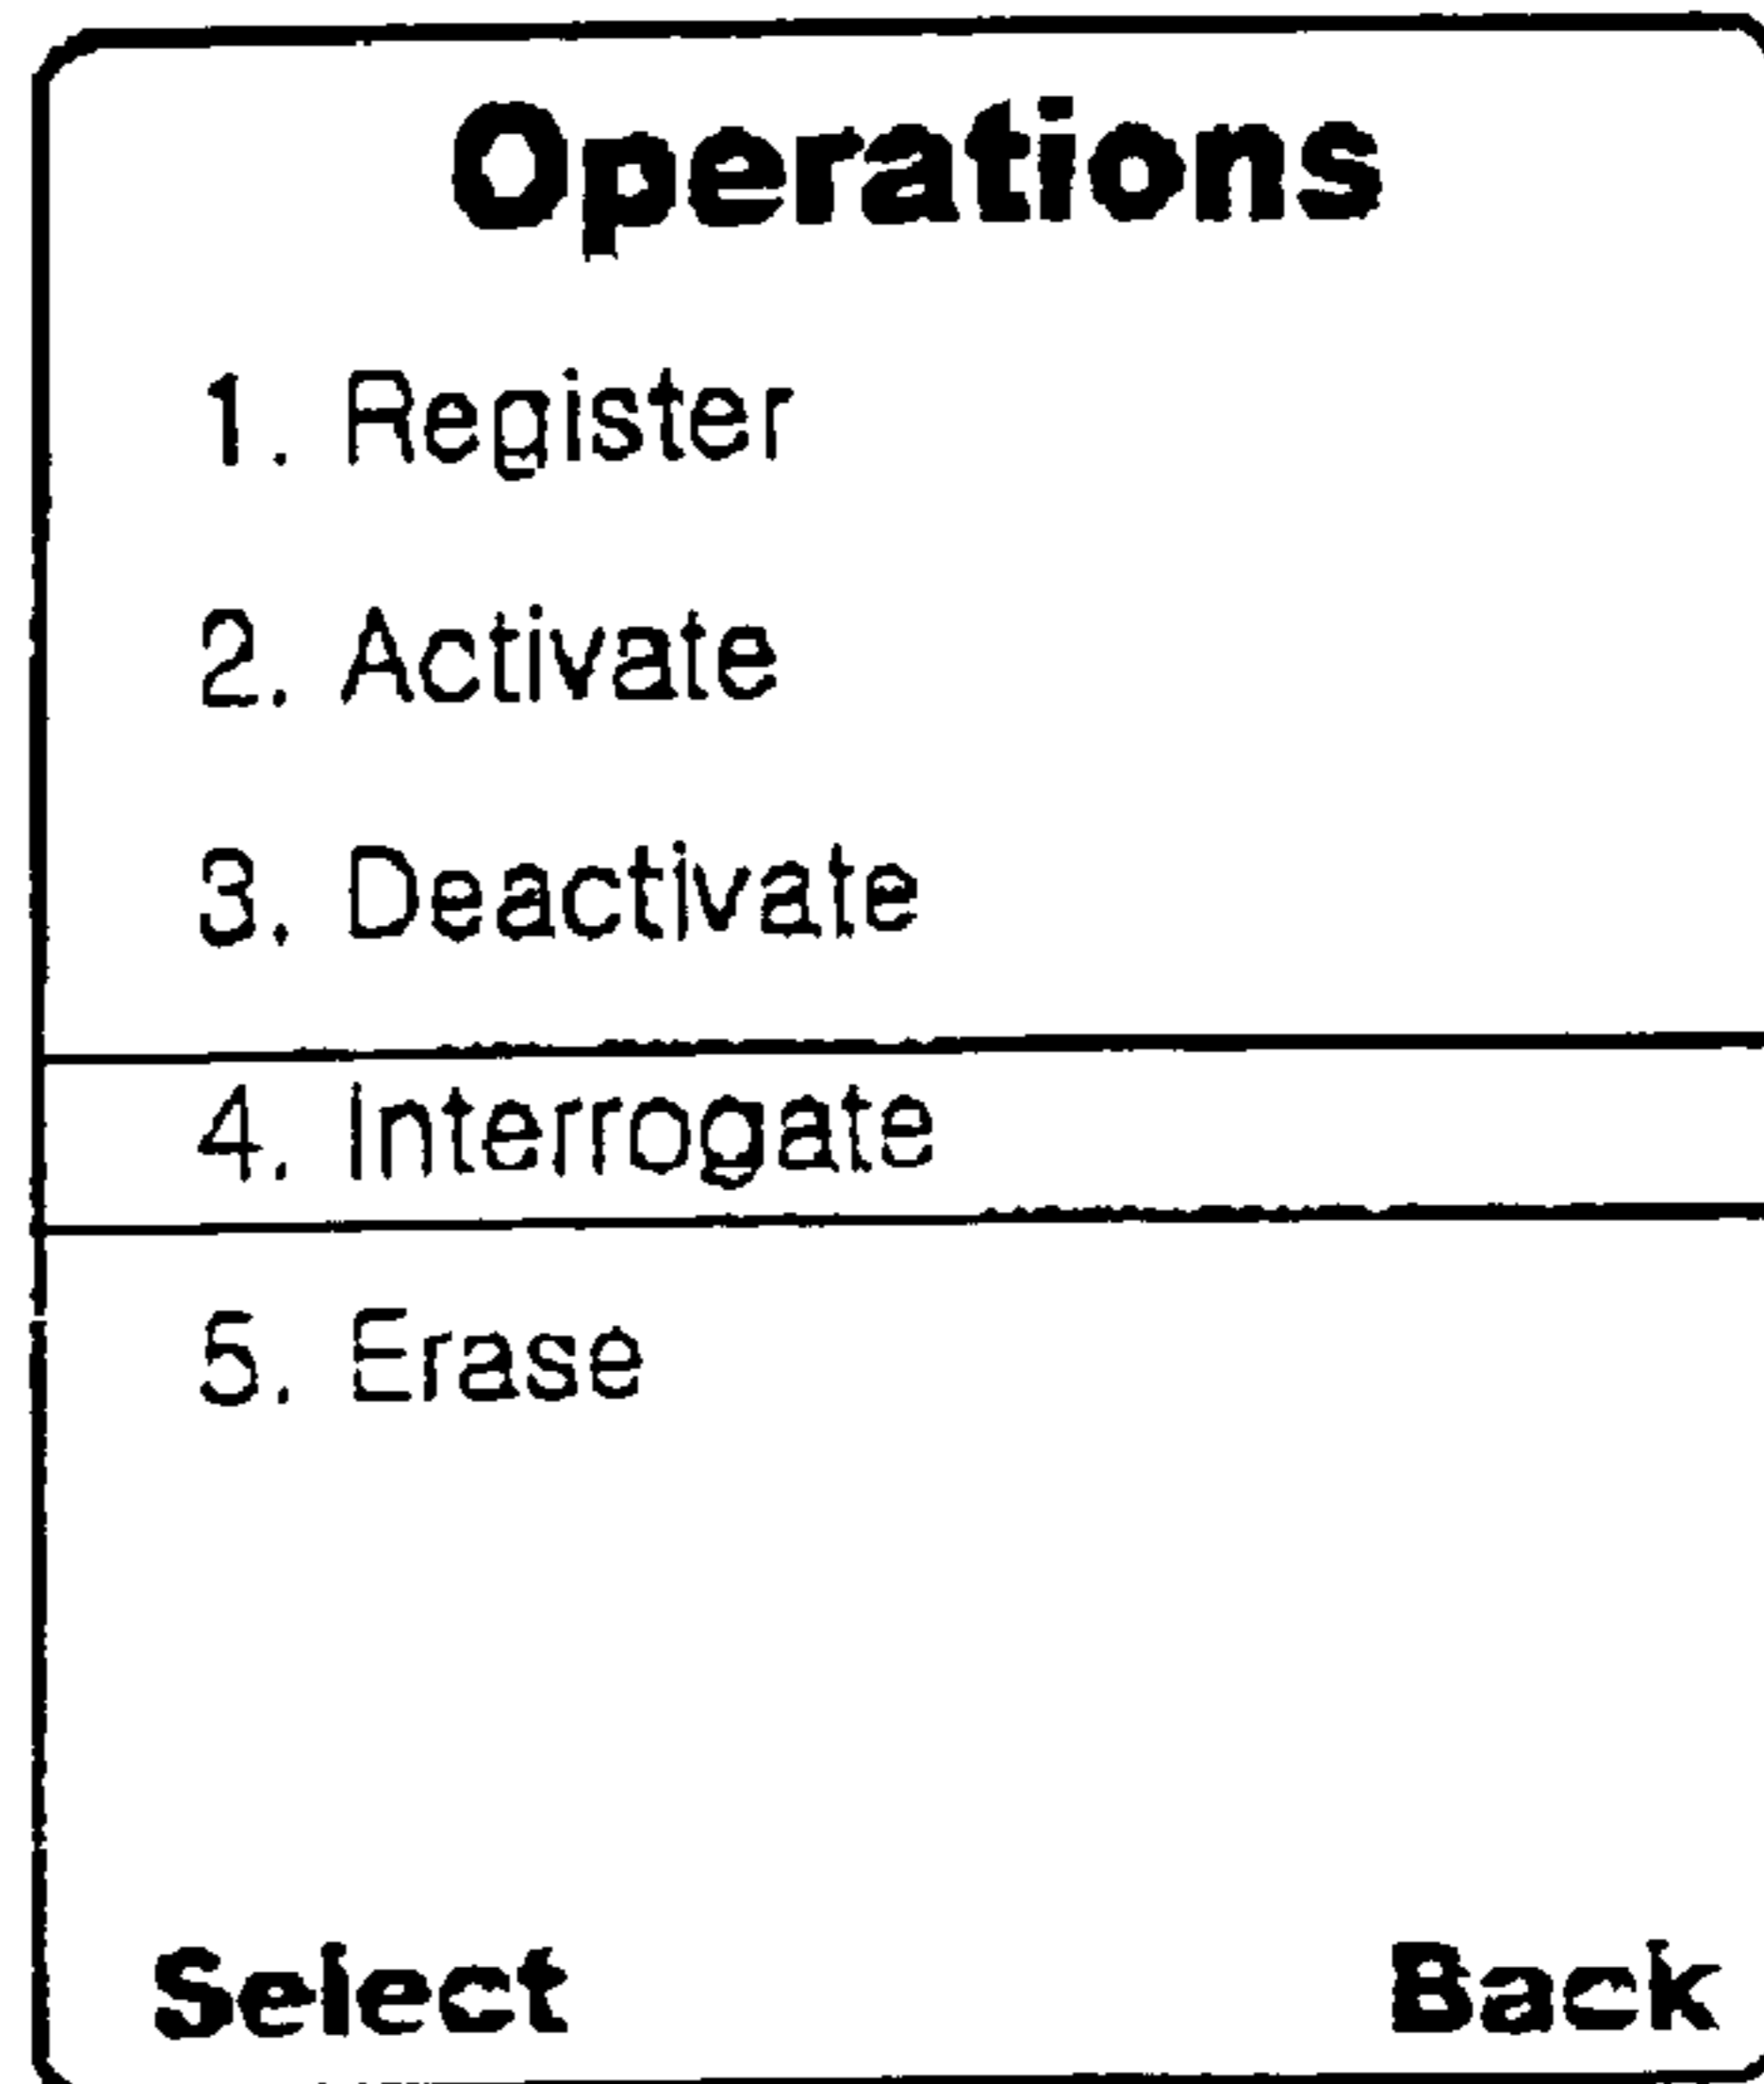 Operations
1. Register
2. Activate
3. Deactivate
4. Interrogate
5. Erase
Select Back